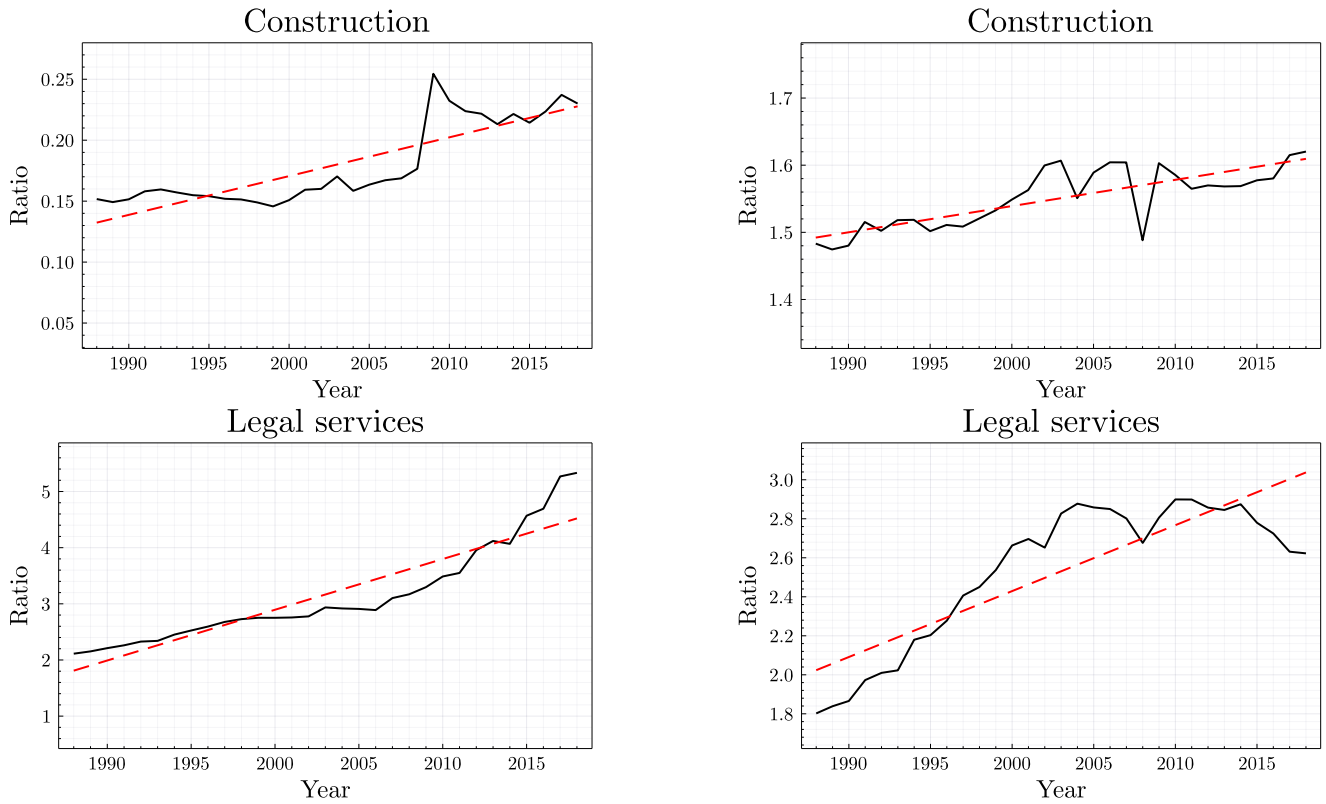 Construction
Ratio
0.25
0.20
0.15
0.10
0.05
1990 1995 2000 2005 2010 2015
Year
Construction
Ratio
1.7
1.6
1.5
1.4
1990 1995 2000 2005 2010 2015
Year
Legal services
Ratio
5
4
3
2
1
1990 1995 2000 2005 2010 2015
Year
Legal services
Ratio
3.0
2.8
2.6
2.4
2.2
2.0
1.8
1990 1995 2000 2005 2010 2015
Year